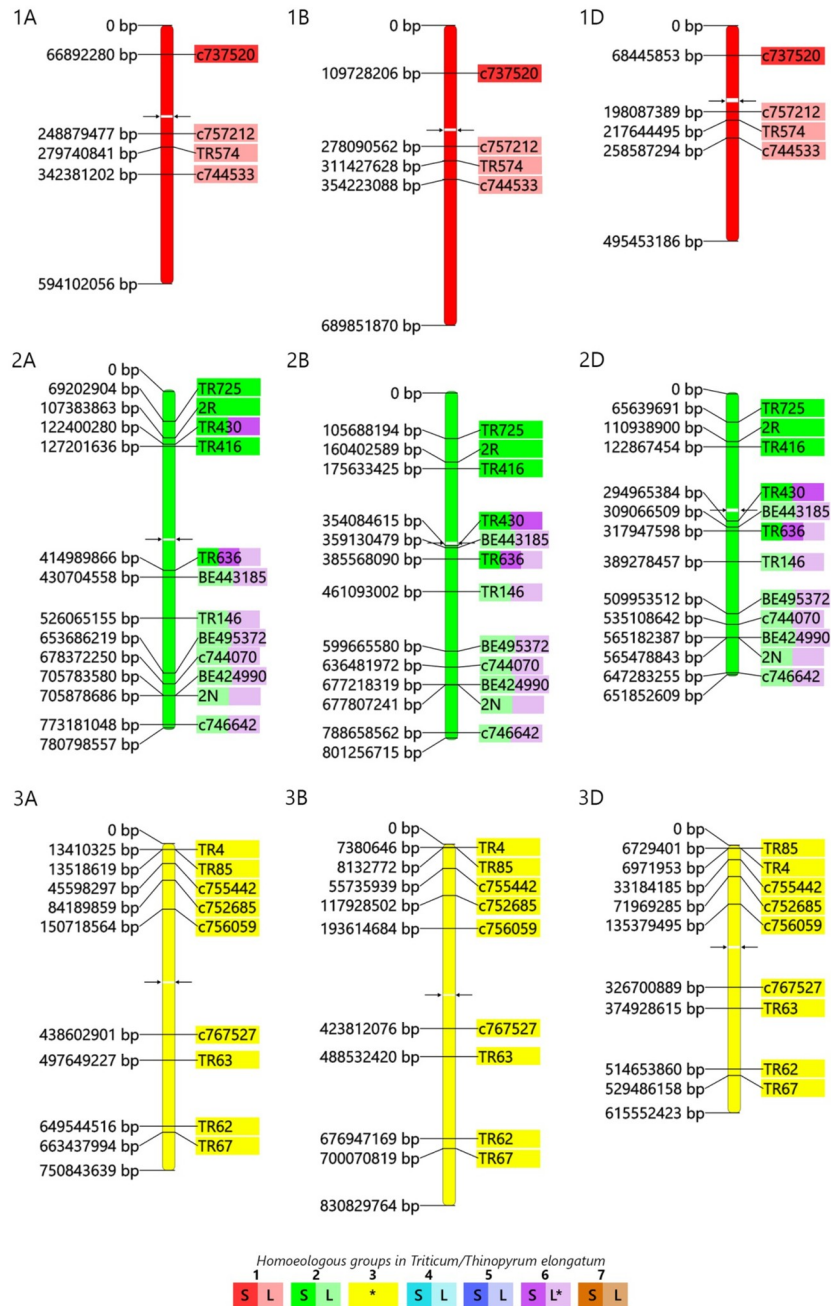 1A
0 bp
66892280 bp c737520
248879477 bp c757212
279740841 bp TR574
342381202 bp c744533
594102056 bp
1B
0 bp
109728206 bp c737520
278090562 bp c757212
311427628 bp TR574
354223088 bp c744533
689851870 bp
1D
0 bp
68445853 bp c737520
198087389 bp c757212
217644495 bp TR574
258587294 bp c744533
495453186 bp
2A
0 bp
69202904 bp TR725
107383863 bp 2R
122400280 bp TR430
127201636 bp TR416
414989866 bp TR636
430704558 bp BE443185
526065155 bp TR146
653686219 bp BE495372
678372250 bp c744070
705783580 bp BE424990
705878686 bp 2N
773181048 bp c746642
780798557 bp
2B
0 bp
105688194 bp TR725
160402589 bp 2R
175633425 bp TR416
354084615 bp TR430
359130479 bp BE443185
385568090 bp TR636
461093002 bp TR146
599665580 bp BE495372
636481972 bp c744070
677218319 bp BE424990
677807241 bp 2N
788658562 bp c746642
801256715 bp
2D
0 bp
65639691 bp TR725
110938900 bp 2R
122867454 bp TR416
294965384 bp TR430
309066509 bp BE443185
317947598 bp TR636
389278457 bp TR146
509953512 bp BE495372
535108642 bp c744070
565182387 bp BE424990
565478843 bp 2N
647283255 bp c746642
651852609 bp
3A
0 bp
13410325 bp TR4
13518619 bp TR85
45598297 bp c755442
84189859 bp c752685
150718564 bp c756059
438602901 bp c767527
497649227 bp TR63
649544516 bp TR62
663437994 bp TR67
750843639 bp
3B
0 bp
7380646 bp TR4
8132772 bp TR85
55735939 bp c755442
117928502 bp c752685
193614684 bp c756059
423812076 bp c767527
488532420 bp TR63
676947169 bp TR62
700070819 bp TR67
830829764 bp
3D
0 bp
6729401 bp TR85
6971953 bp TR4
33184185 bp c755442
71969285 bp c752685
135379495 bp c756059
326700889 bp c767527
374928615 bp TR63
514653860 bp TR62
529486158 bp TR67
615552423 bp
Homoeologous groups in Triticum/Thinopyrum elongatum
1 2 3 4 5 6 7
S L S L * S L S L S L* S L